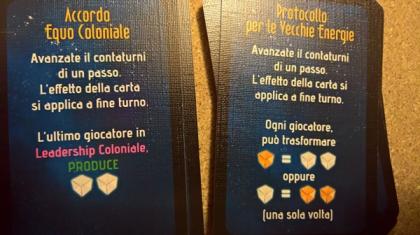 Accordo
Equo Coloniale
Avanzate il contaturni
di un passo.
L'effetto della carta
si applica a fine turno.
L'ultimo giocatore in
Leadership Coloniale,
PRODUCE
Protocollo
per le Vecchie Energie
Avanzate il contaturni
di un passo.
L'effetto della carta si
applica a fine turno.
Ogni giocatore,
può trasformare
=
oppure
=
(una sola volta)